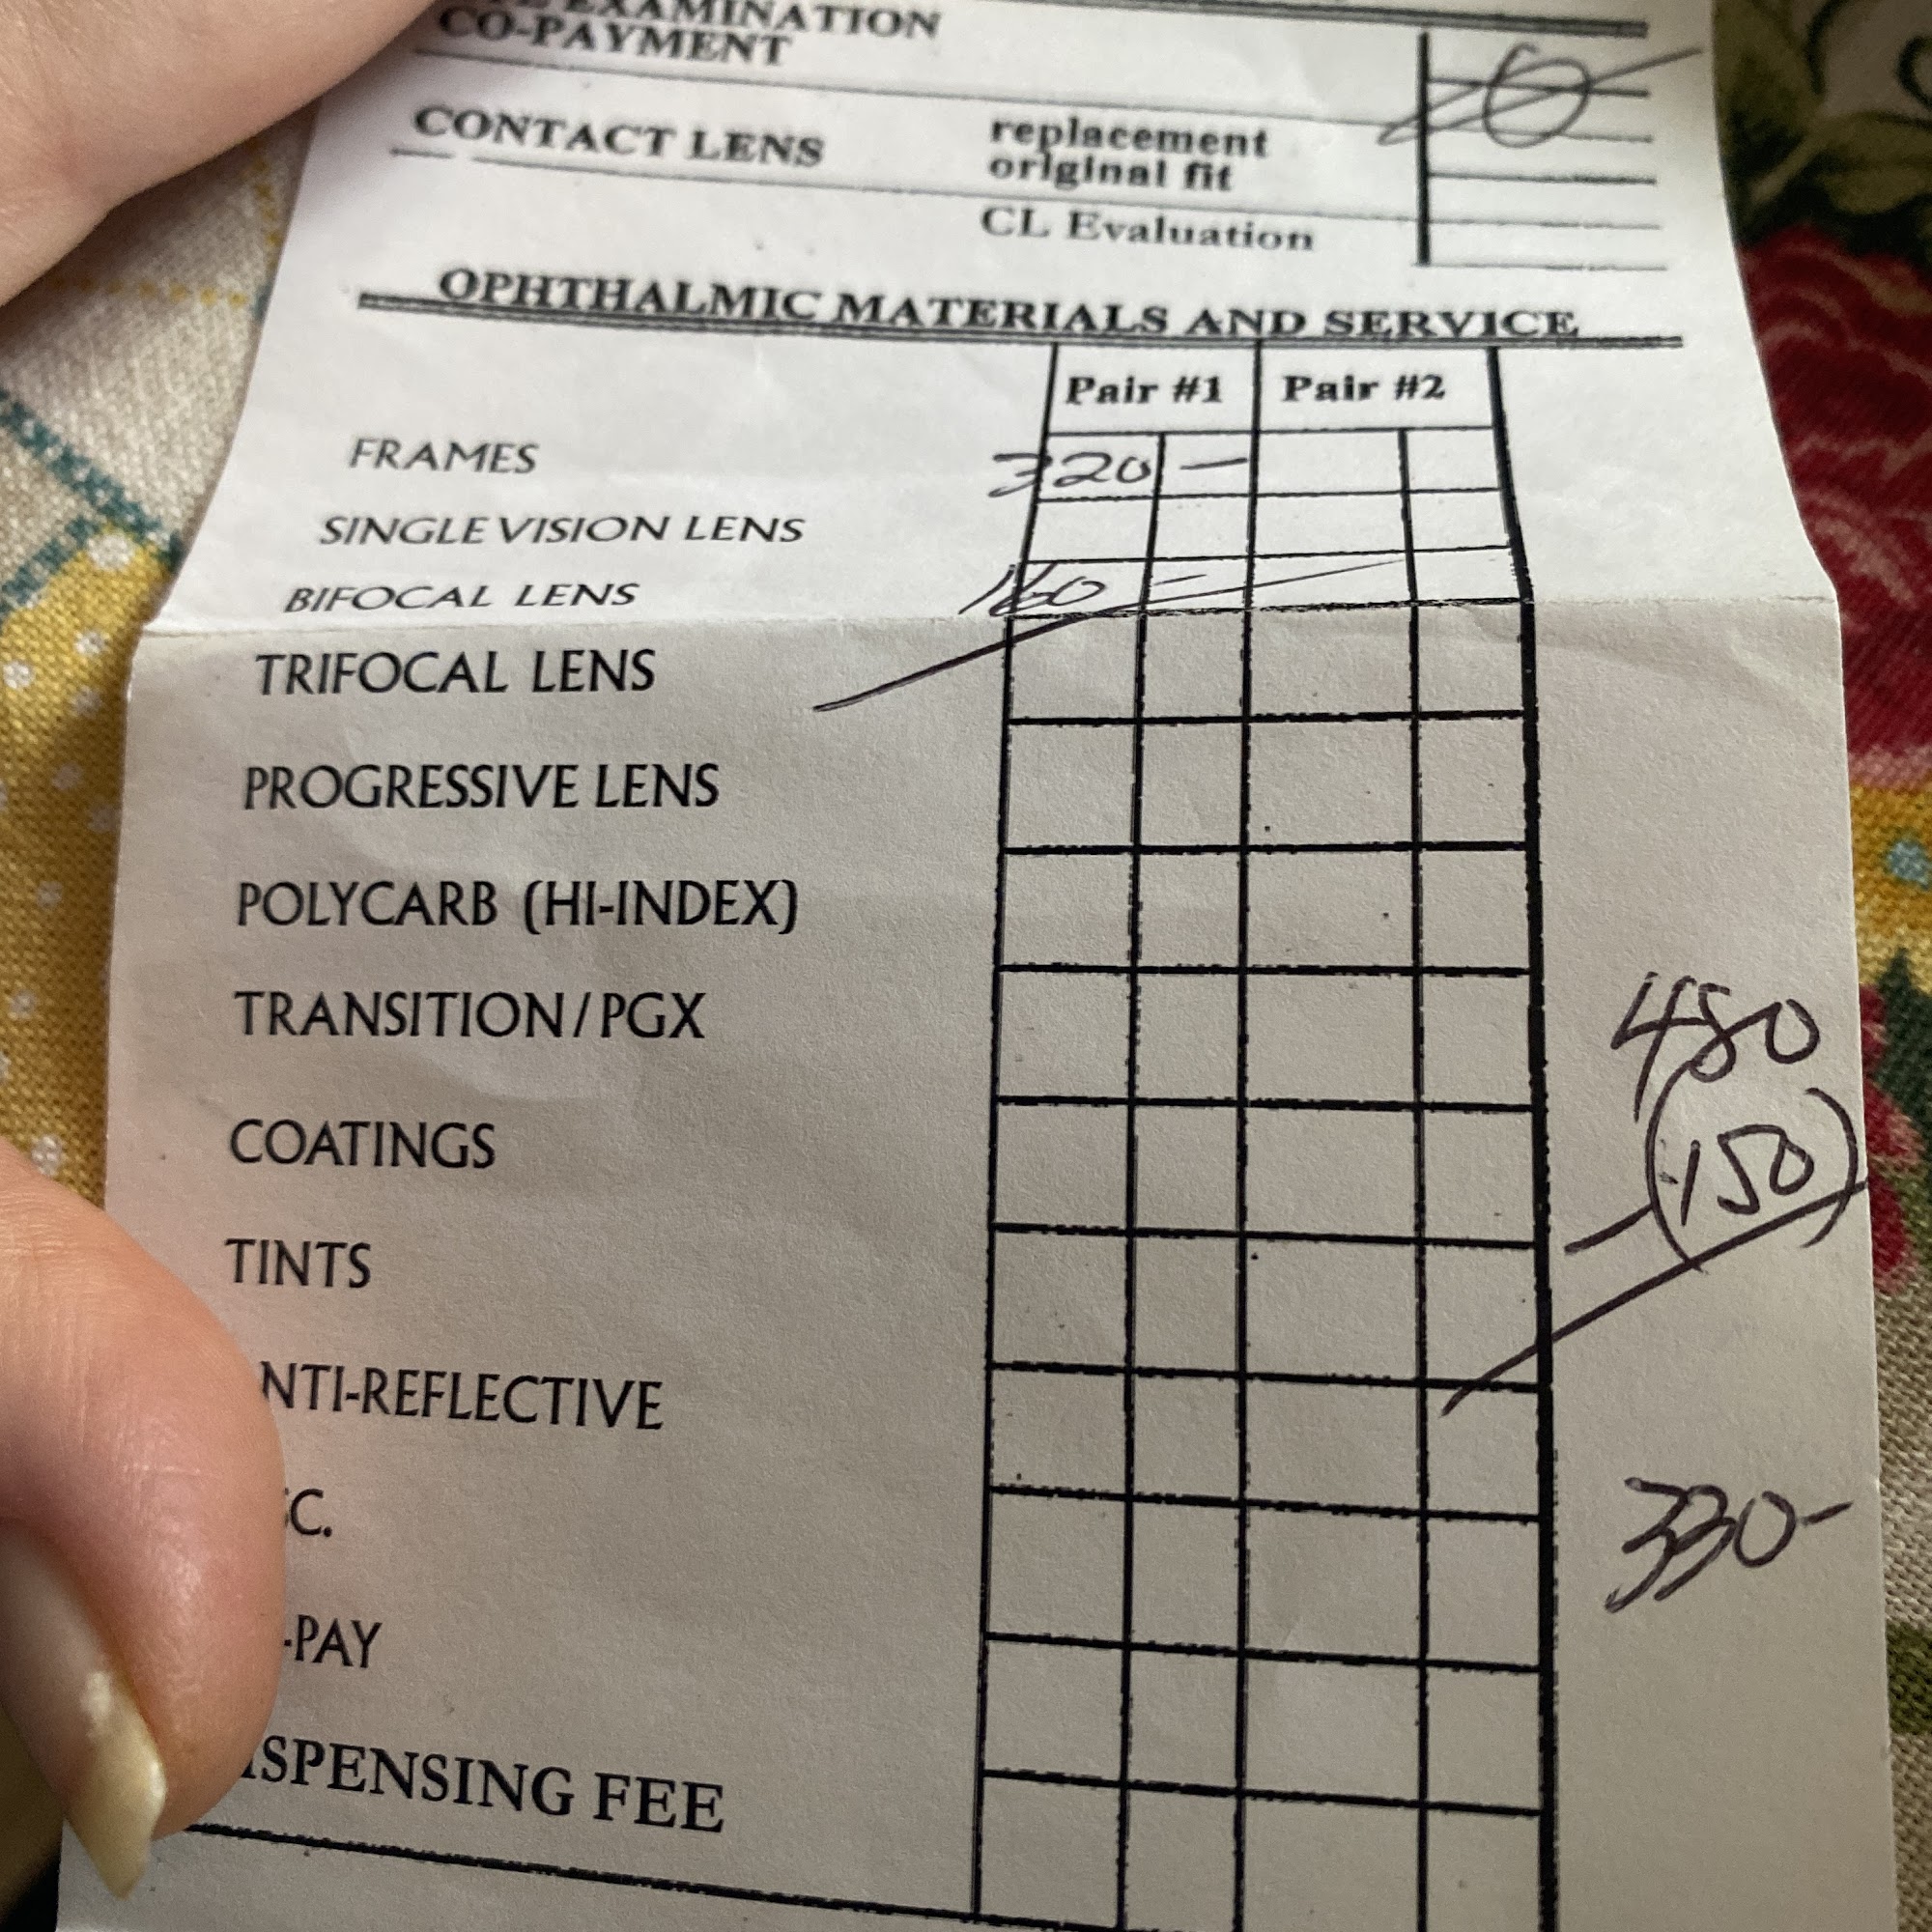 EXAMINATION
CO-PAYMENT
CONTACT LENS replacement
original fit
CL Evaluation
OPHTHALMIC MATERIALS AND SERVICE
Pair #1 Pair #2
FRAMES 320 —
SINGLE VISION LENS
BIFOCAL LENS 160 —
TRIFOCAL LENS
PROGRESSIVE LENS
POLYCARB (HI-INDEX)
TRANSITION/PGX 480
COATINGS (150)
TINTS
NTI-REFLECTIVE
SC. 330-
-PAY
ISPENSING FEE